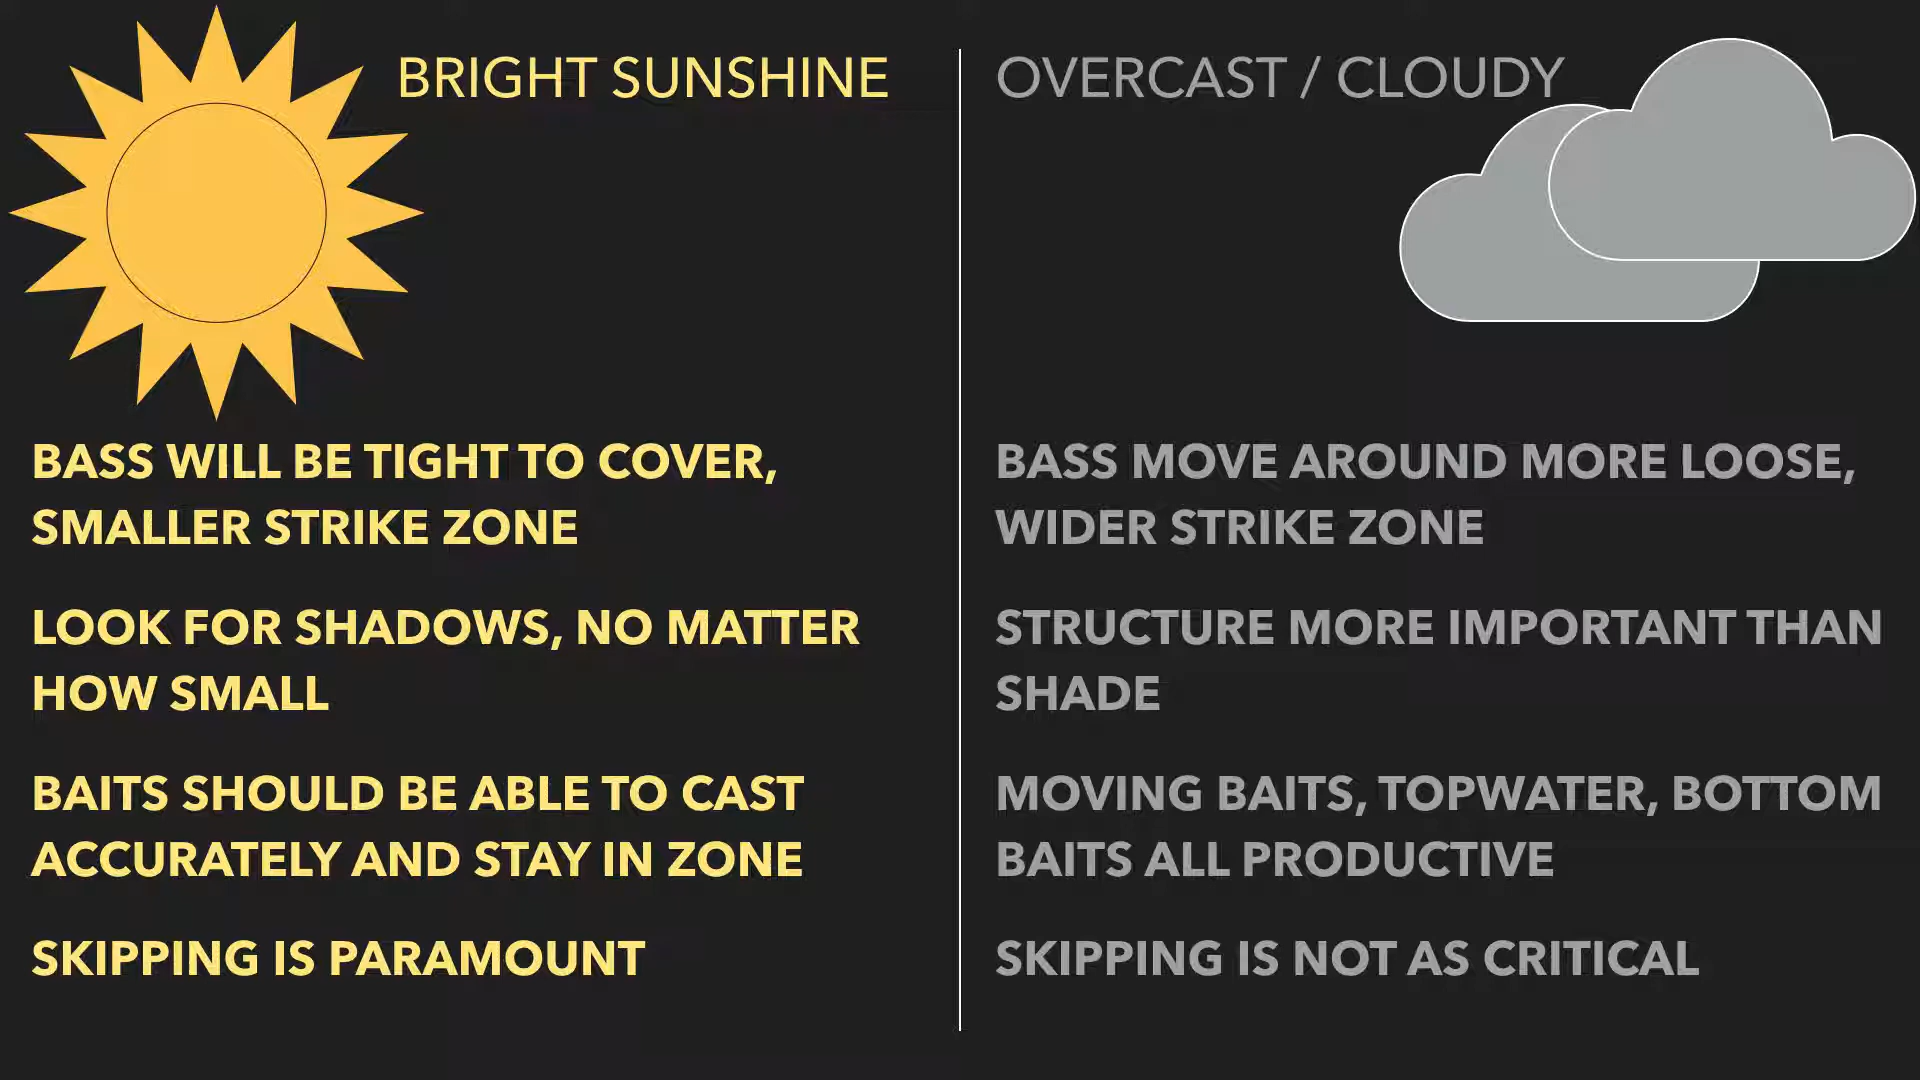 BRIGHT SUNSHINE
BASS WILL BE TIGHT TO COVER,
SMALLER STRIKE ZONE
LOOK FOR SHADOWS, NO MATTER
HOW SMALL
BAITS SHOULD BE ABLE TO CAST
ACCURATELY AND STAY IN ZONE
SKIPPING IS PARAMOUNT
OVERCAST / CLOUDY
BASS MOVE AROUND MORE LOOSE,
WIDER STRIKE ZONE
STRUCTURE MORE IMPORTANT THAN
SHADE
MOVING BAITS, TOPWATER, BOTTOM
BAITS ALL PRODUCTIVE
SKIPPING IS NOT AS CRITICAL